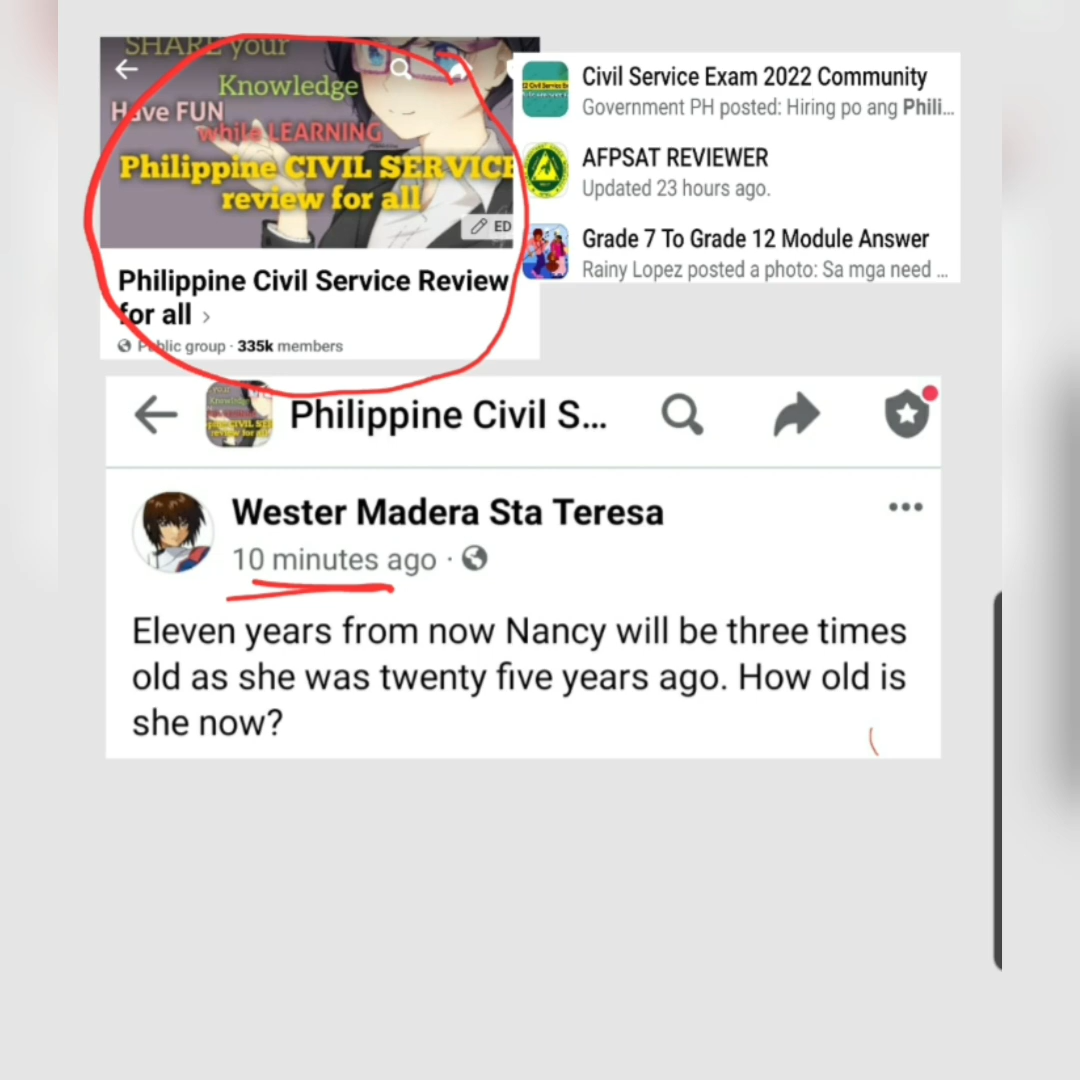 SHARE your
Knowledge
Have FUN
while LEARNING
Philippine CIVIL SERVICE
review for all
ED
Philippine Civil Service Review
for all
Public group · 335k members
Civil Service Exam 2022 Community
Government PH posted: Hiring po ang Phili...
AFPSAT REVIEWER
Updated 23 hours ago.
Grade 7 To Grade 12 Module Answer
Rainy Lopez posted a photo: Sa mga need ...
Philippine Civil S...
Wester Madera Sta Teresa
10 minutes ago ·
Eleven years from now Nancy will be three times
old as she was twenty five years ago. How old is
she now?